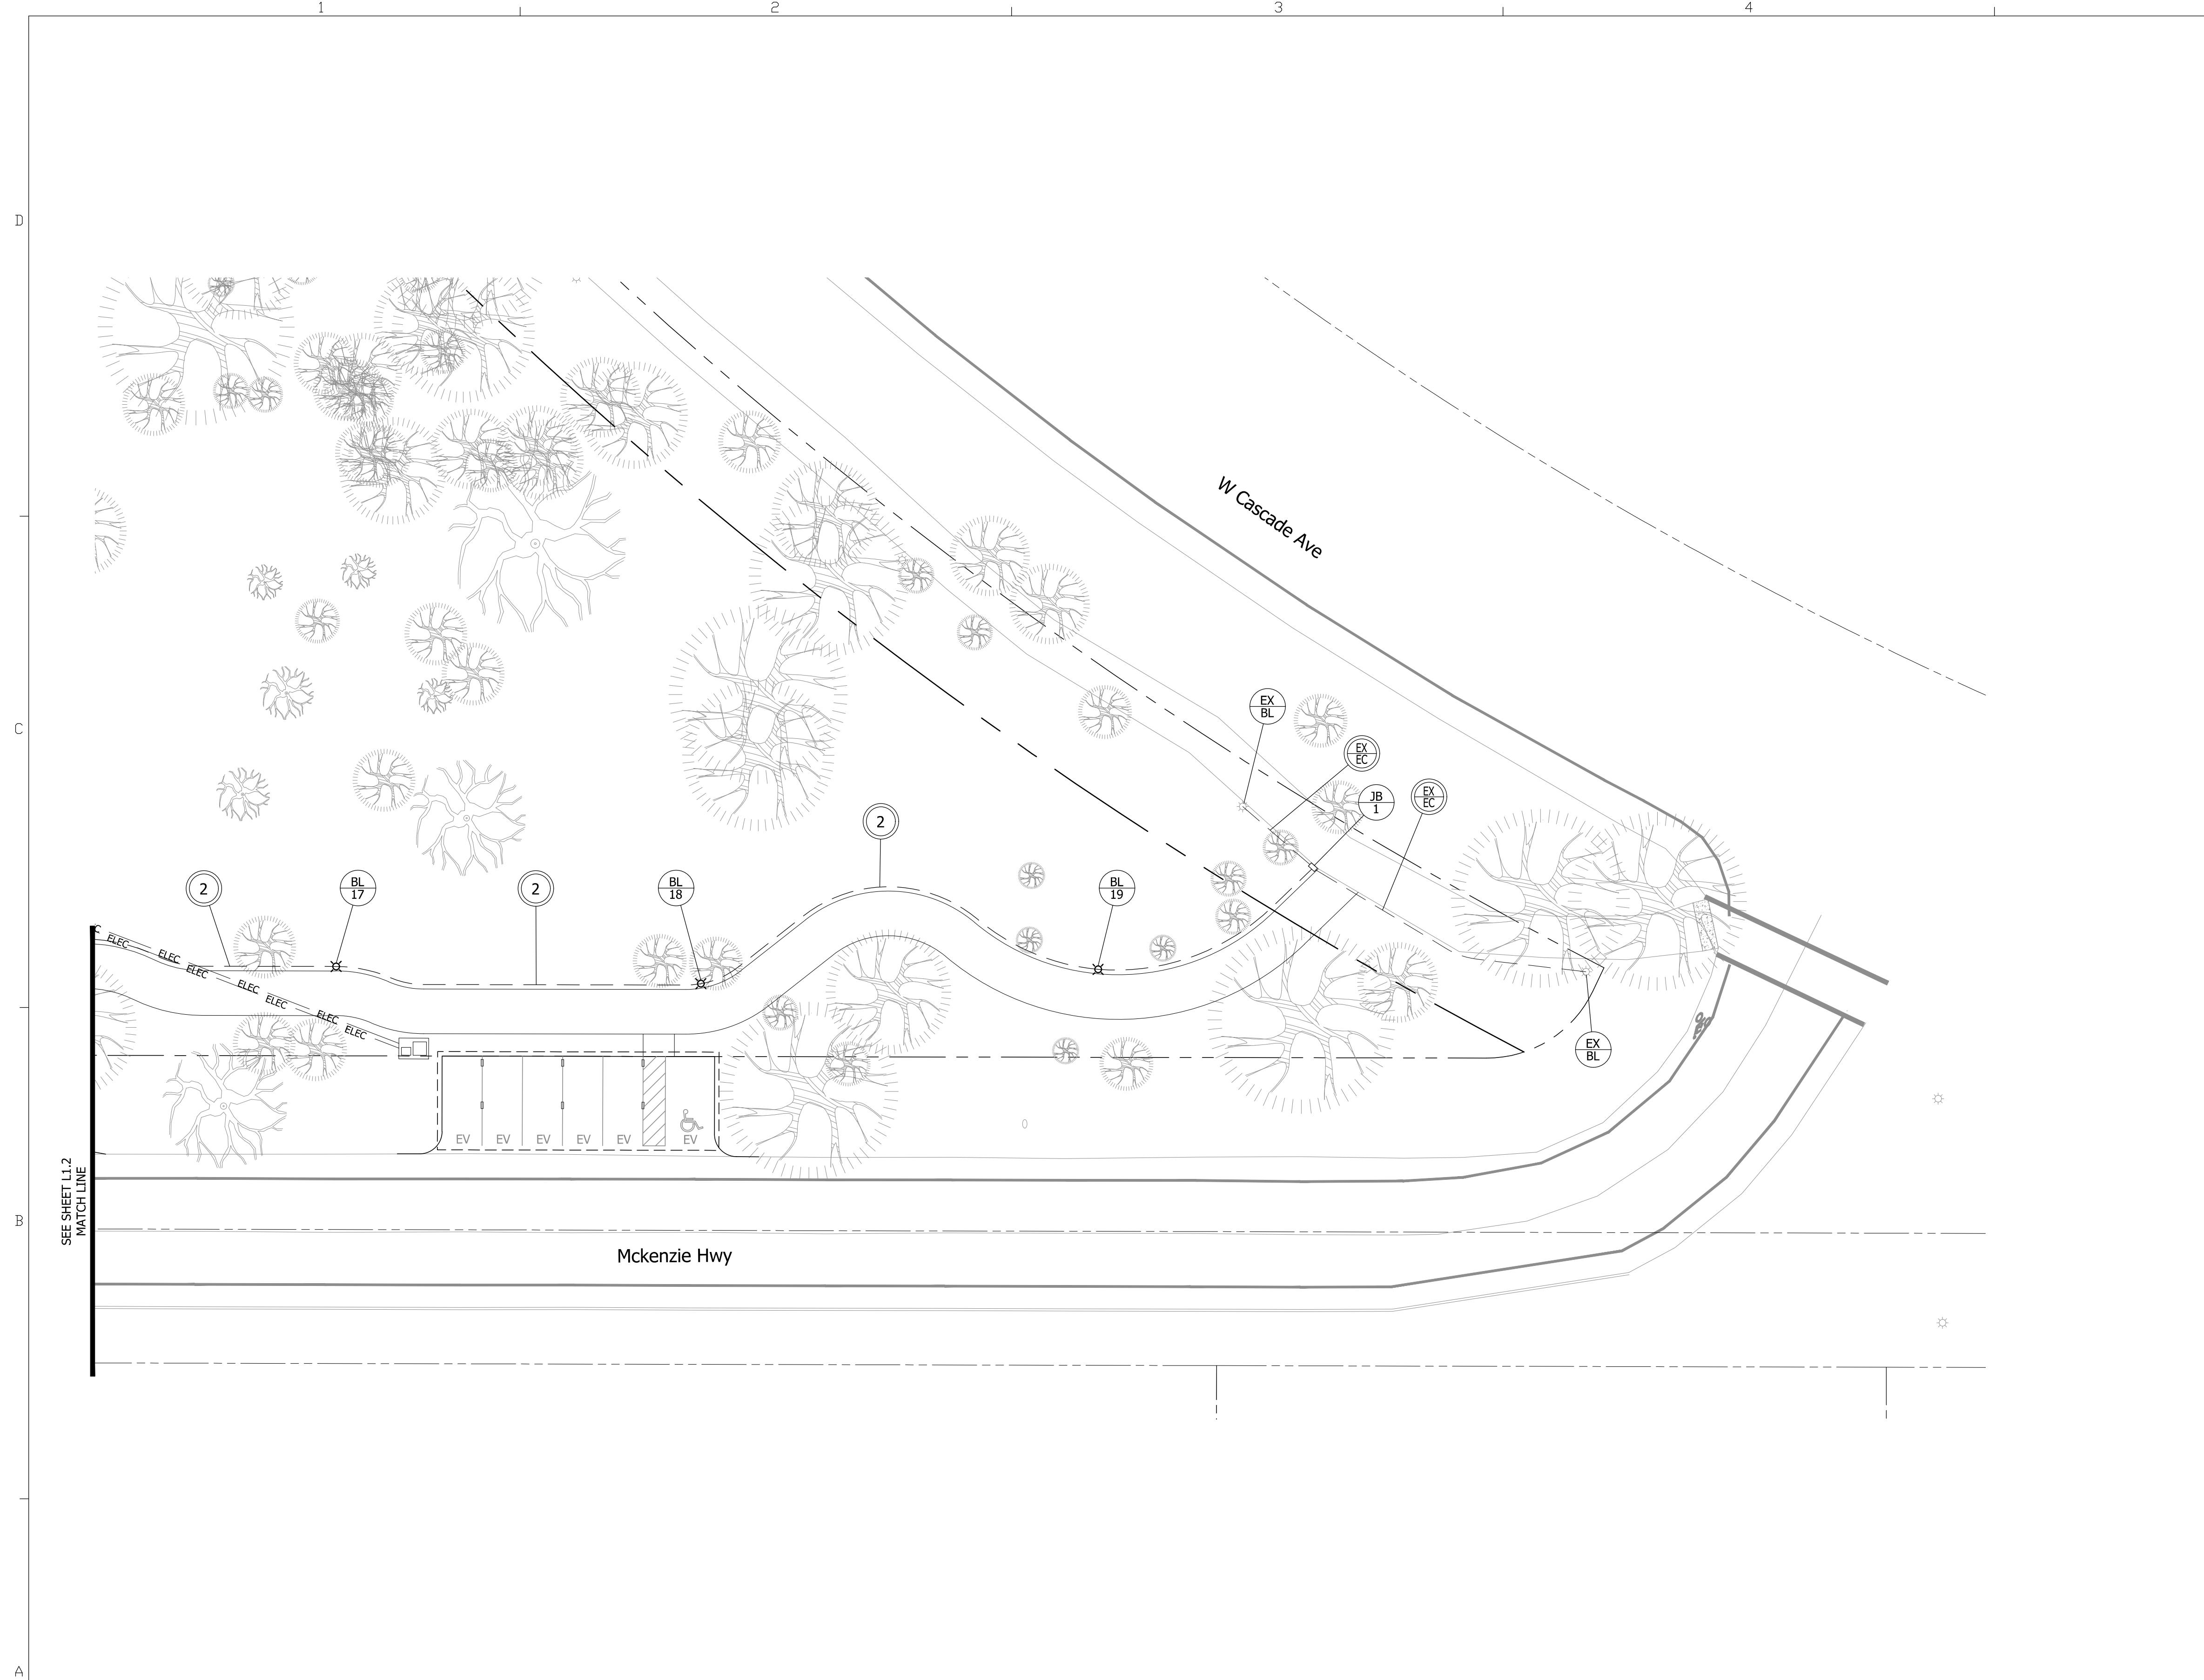 1 2 3 4
D
W Cascade Ave
EX
BL
C
EX
EC
JB
1
EX
EC
2
2
BL
17
2
BL
18
BL
19
C
ELEC
ELEC
ELEC
ELEC
ELEC
ELEC
ELEC
EX
BL
EV EV EV EV EV EV
SEE SHEET L1.2
MATCH LINE
B
Mckenzie Hwy
A